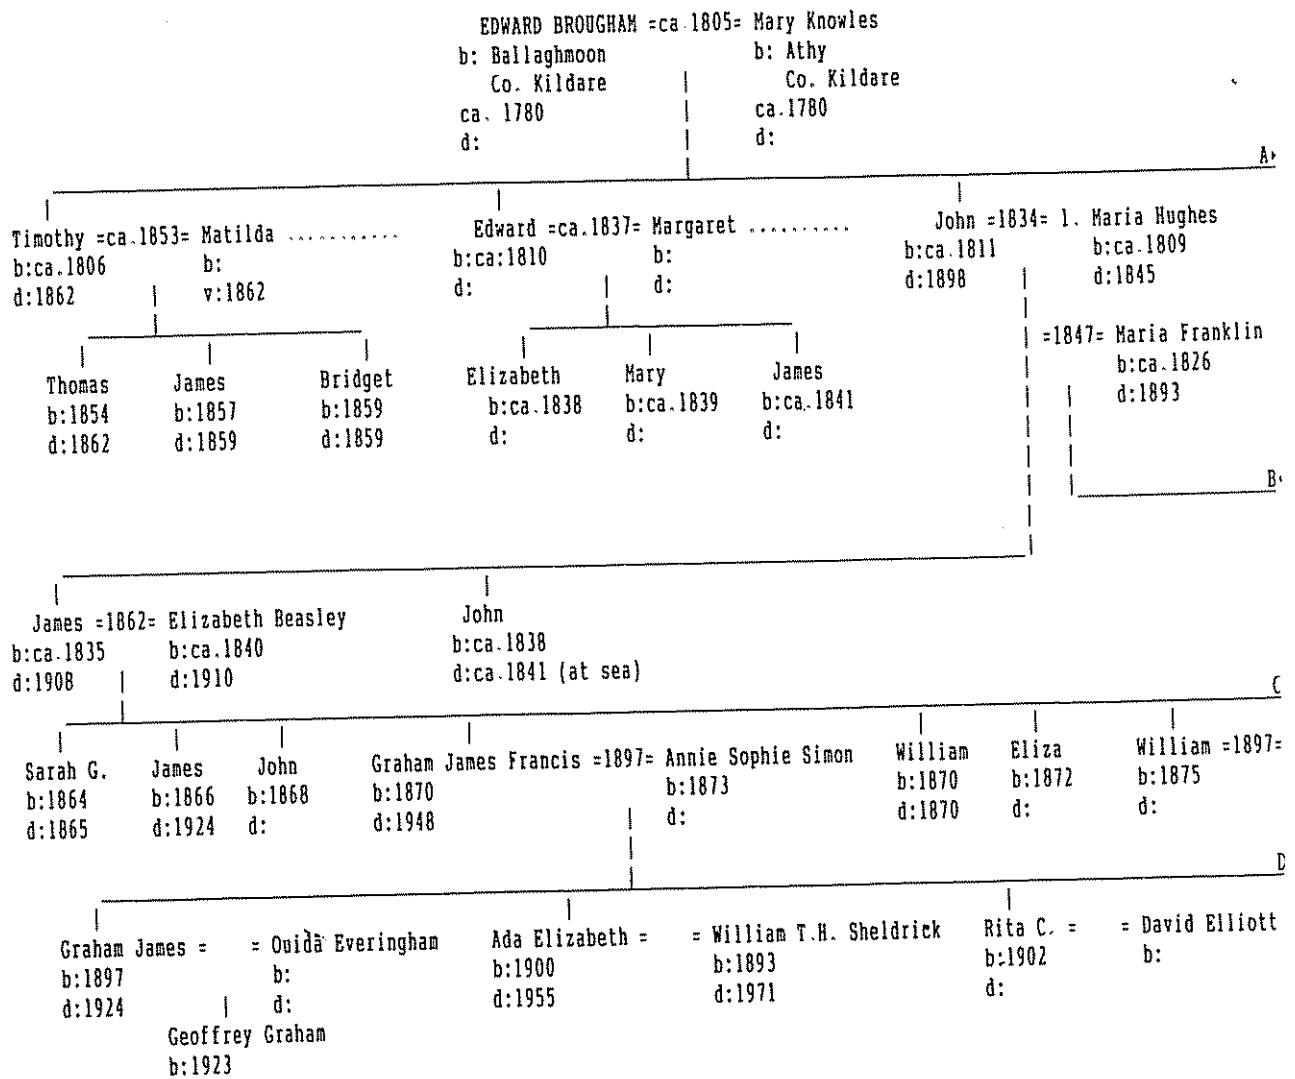 EDWARD BROUGHAM =ca.1805= Mary Knowles
b: Ballaghmoon b: Athy
Co. Kildare Co. Kildare
ca. 1780 ca.1780
d: d:
A
Timothy =ca.1853= Matilda ........... Edward =ca.1837= Margaret .......... John =1834= 1. Maria Hughes
b:ca.1806 b: b:ca:1810 b: b:ca.1811 b:ca.1809
d:1862 v:1862 d: d: d:1898 d:1845
=1847= Maria Franklin
Thomas James Bridget Elizabeth Mary James b:ca.1826
b:1854 b:1857 b:1859 b:ca.1838 b:ca.1839 b:ca.1841 d:1893
d:1862 d:1859 d:1859 d: d: d:
B
James =1862= Elizabeth Beasley John
b:ca.1835 b:ca.1840 b:ca.1838
d:1908 d:1910 d:ca.1841 (at sea)
C
Sarah G. James John Graham James Francis =1897= Annie Sophie Simon William Eliza William =1897=
b:1864 b:1866 b:1868 b:1870 b:1873 b:1870 b:1872 b:1875
d:1865 d:1924 d: d:1948 d: d:1870 d: d:
D
Graham James = = Ouida Everingham Ada Elizabeth = = William T.H. Sheldrick Rita C. = = David Elliott
b:1897 b: b:1900 b:1893 b:1902 b:
d:1924 d: d:1955 d:1971 d:
Geoffrey Graham
b:1923